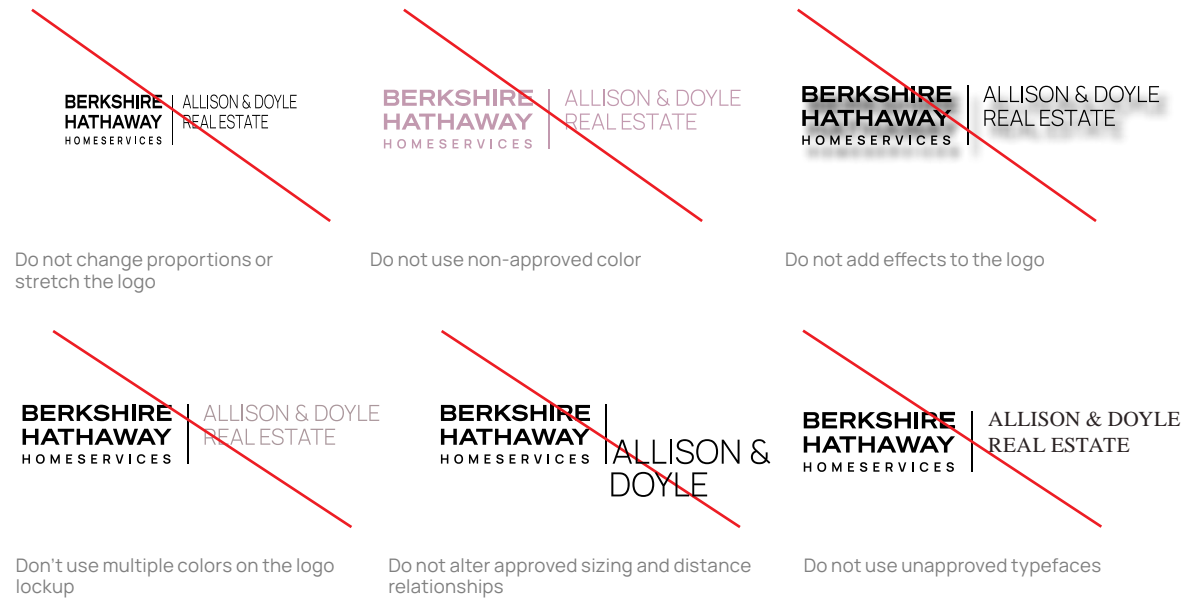 BERKSHIRE
HATHAWAY
HOMESERVICES
ALLISON & DOYLE
REAL ESTATE
Do not change proportions or
stretch the logo
BERKSHIRE
HATHAWAY
HOMESERVICES
ALLISON & DOYLE
REAL ESTATE
Do not use non-approved color
BERKSHIRE
HATHAWAY
HOMESERVICES
ALLISON & DOYLE
REAL ESTATE
Do not add effects to the logo
BERKSHIRE
HATHAWAY
HOMESERVICES
ALLISON & DOYLE
REAL ESTATE
Don't use multiple colors on the logo
lockup
BERKSHIRE
HATHAWAY
HOMESERVICES
ALLISON &
DOYLE
Do not alter approved sizing and distance
relationships
BERKSHIRE
HATHAWAY
HOMESERVICES
ALLISON & DOYLE
REAL ESTATE
Do not use unapproved typefaces